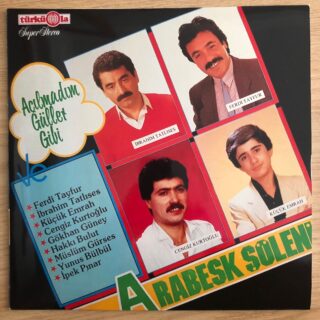 türküola
Super Stereo
Açılmadım
Güller
Gibi
ve
Ferdi Tayfur
İbrahim Tatlıses
Küçük Emrah
Cengiz Kurtoğlu
Gökhan Güney
Hakkı Bulut
Müslüm Gürses
Yunus Bülbül
İpek Pınar
İBRAHİM TATLISES
FERDİ TAYFUR
CENGİZ KURTOĞLU
KÜÇÜK EMRAH
ARABESK ŞÖLENİ